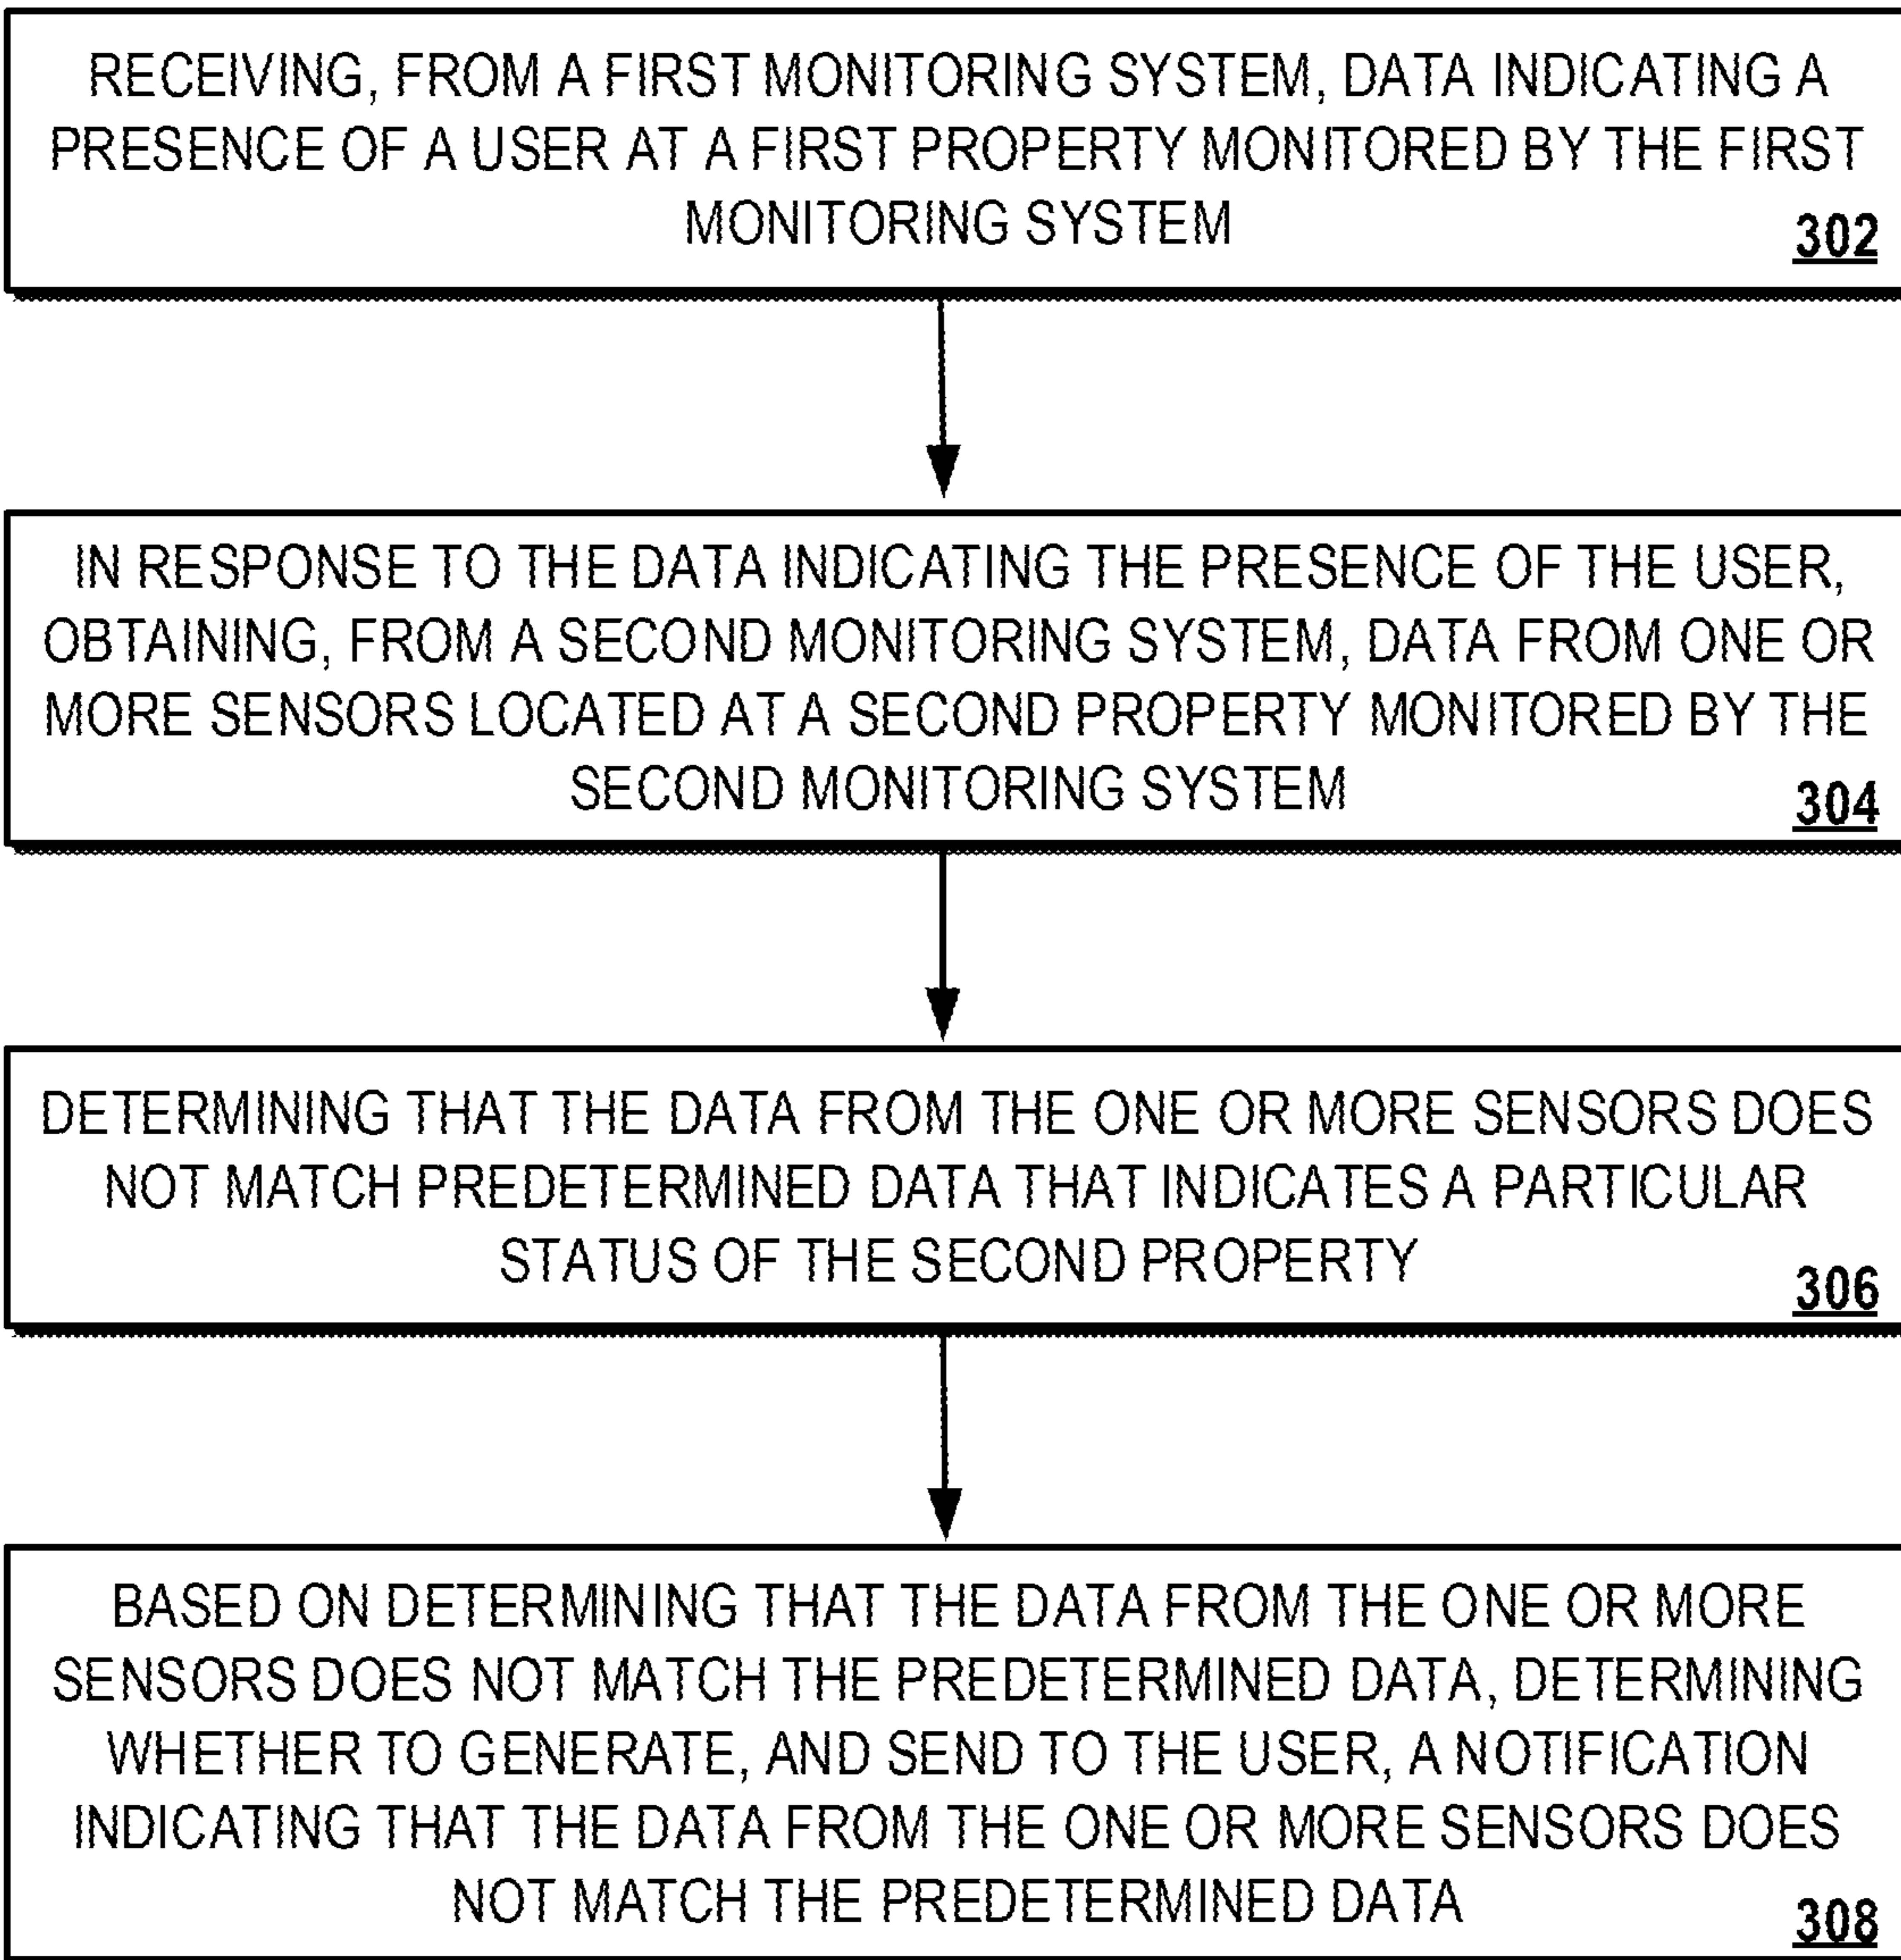 RECEIVING, FROM A FIRST MONITORING SYSTEM, DATA INDICATING A
PRESENCE OF A USER AT A FIRST PROPERTY MONITORED BY THE FIRST
MONITORING SYSTEM
302
IN RESPONSE TO THE DATA INDICATING THE PRESENCE OF THE USER,
OBTAINING, FROM A SECOND MONITORING SYSTEM, DATA FROM ONE OR
MORE SENSORS LOCATED AT A SECOND PROPERTY MONITORED BY THE
SECOND MONITORING SYSTEM
304
DETERMINING THAT THE DATA FROM THE ONE OR MORE SENSORS DOES
NOT MATCH PREDETERMINED DATA THAT INDICATES A PARTICULAR
STATUS OF THE SECOND PROPERTY
306
BASED ON DETERMINING THAT THE DATA FROM THE ONE OR MORE
SENSORS DOES NOT MATCH THE PREDETERMINED DATA, DETERMINING
WHETHER TO GENERATE, AND SEND TO THE USER, A NOTIFICATION
INDICATING THAT THE DATA FROM THE ONE OR MORE SENSORS DOES
NOT MATCH THE PREDETERMINED DATA
308